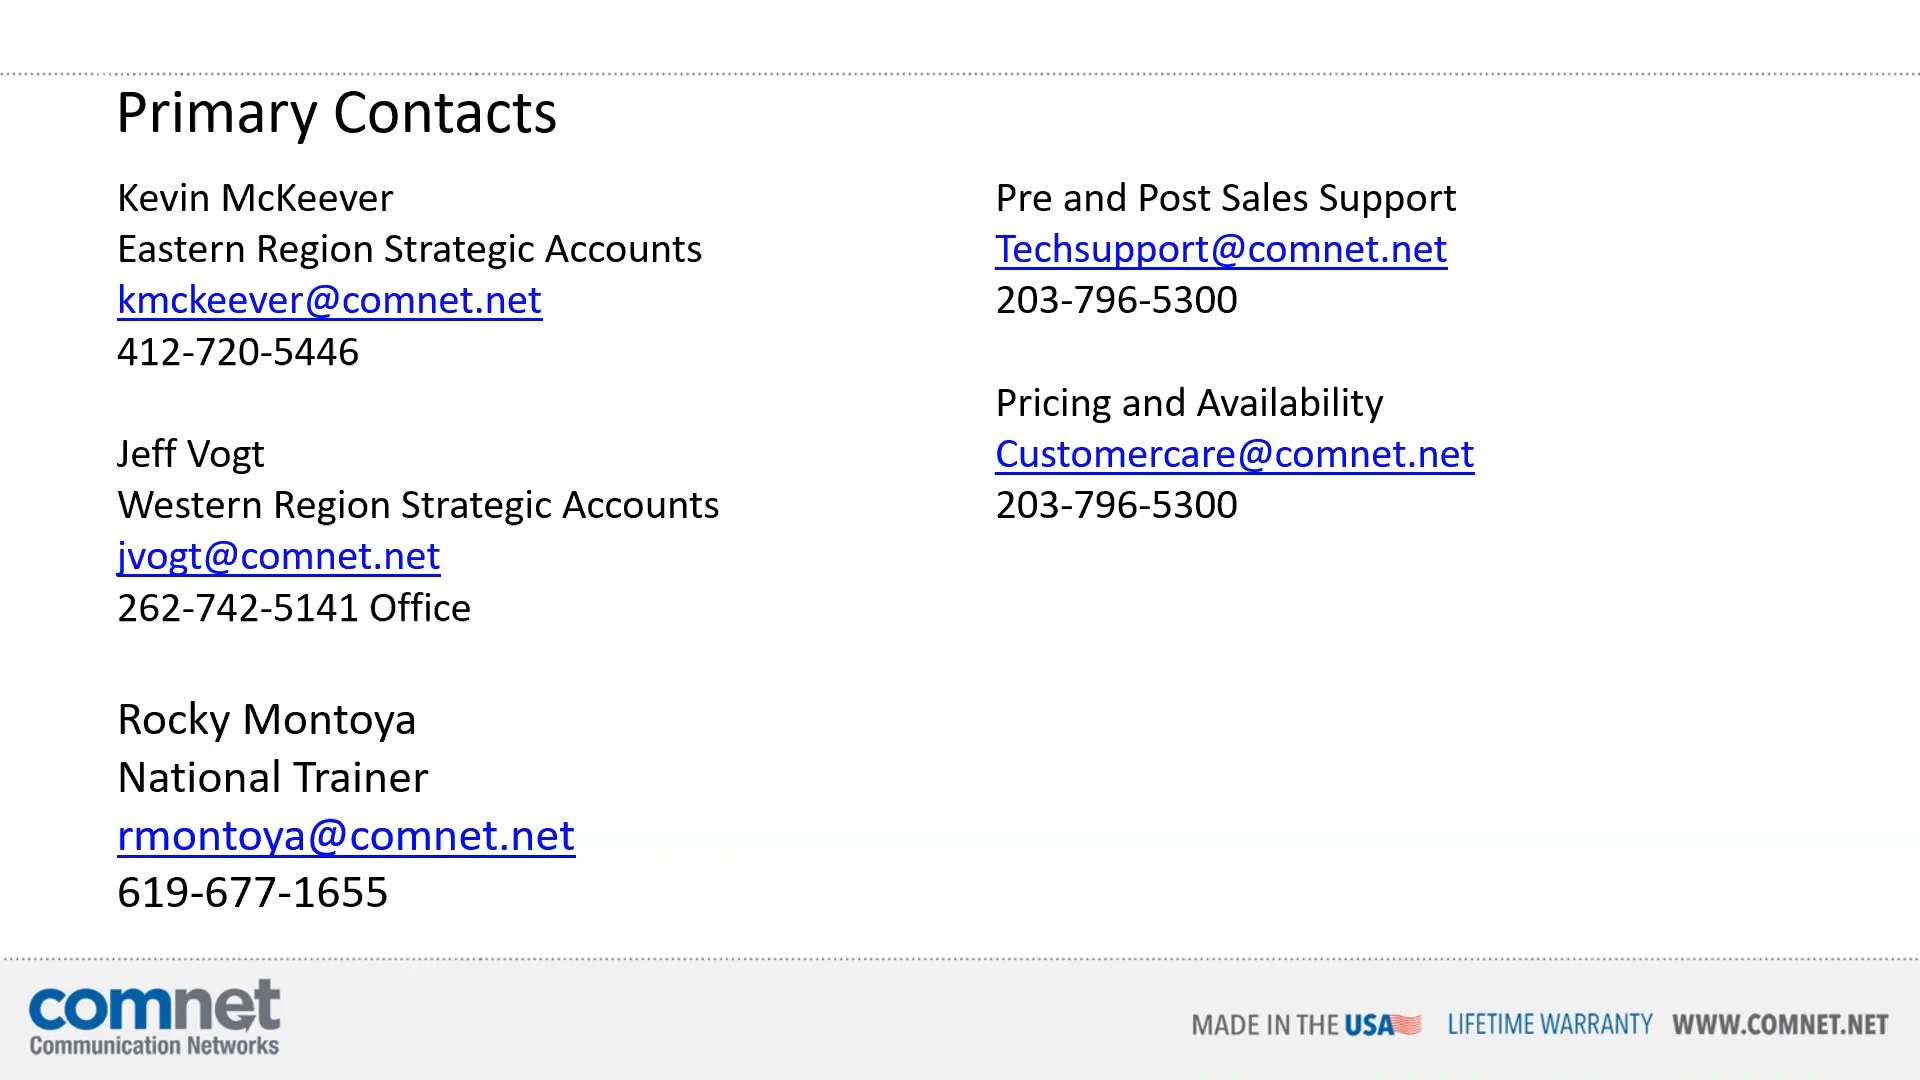 Primary Contacts
Kevin McKeever
Eastern Region Strategic Accounts
kmckeever@comnet.net
412-720-5446
Jeff Vogt
Western Region Strategic Accounts
jvogt@comnet.net
262-742-5141 Office
Rocky Montoya
National Trainer
rmontoya@comnet.net
619-677-1655
Pre and Post Sales Support
Techsupport@comnet.net
203-796-5300
Pricing and Availability
Customercare@comnet.net
203-796-5300
comnet
Communication Networks
MADE IN THE USA LIFETIME WARRANTY WWW.COMNET.NET